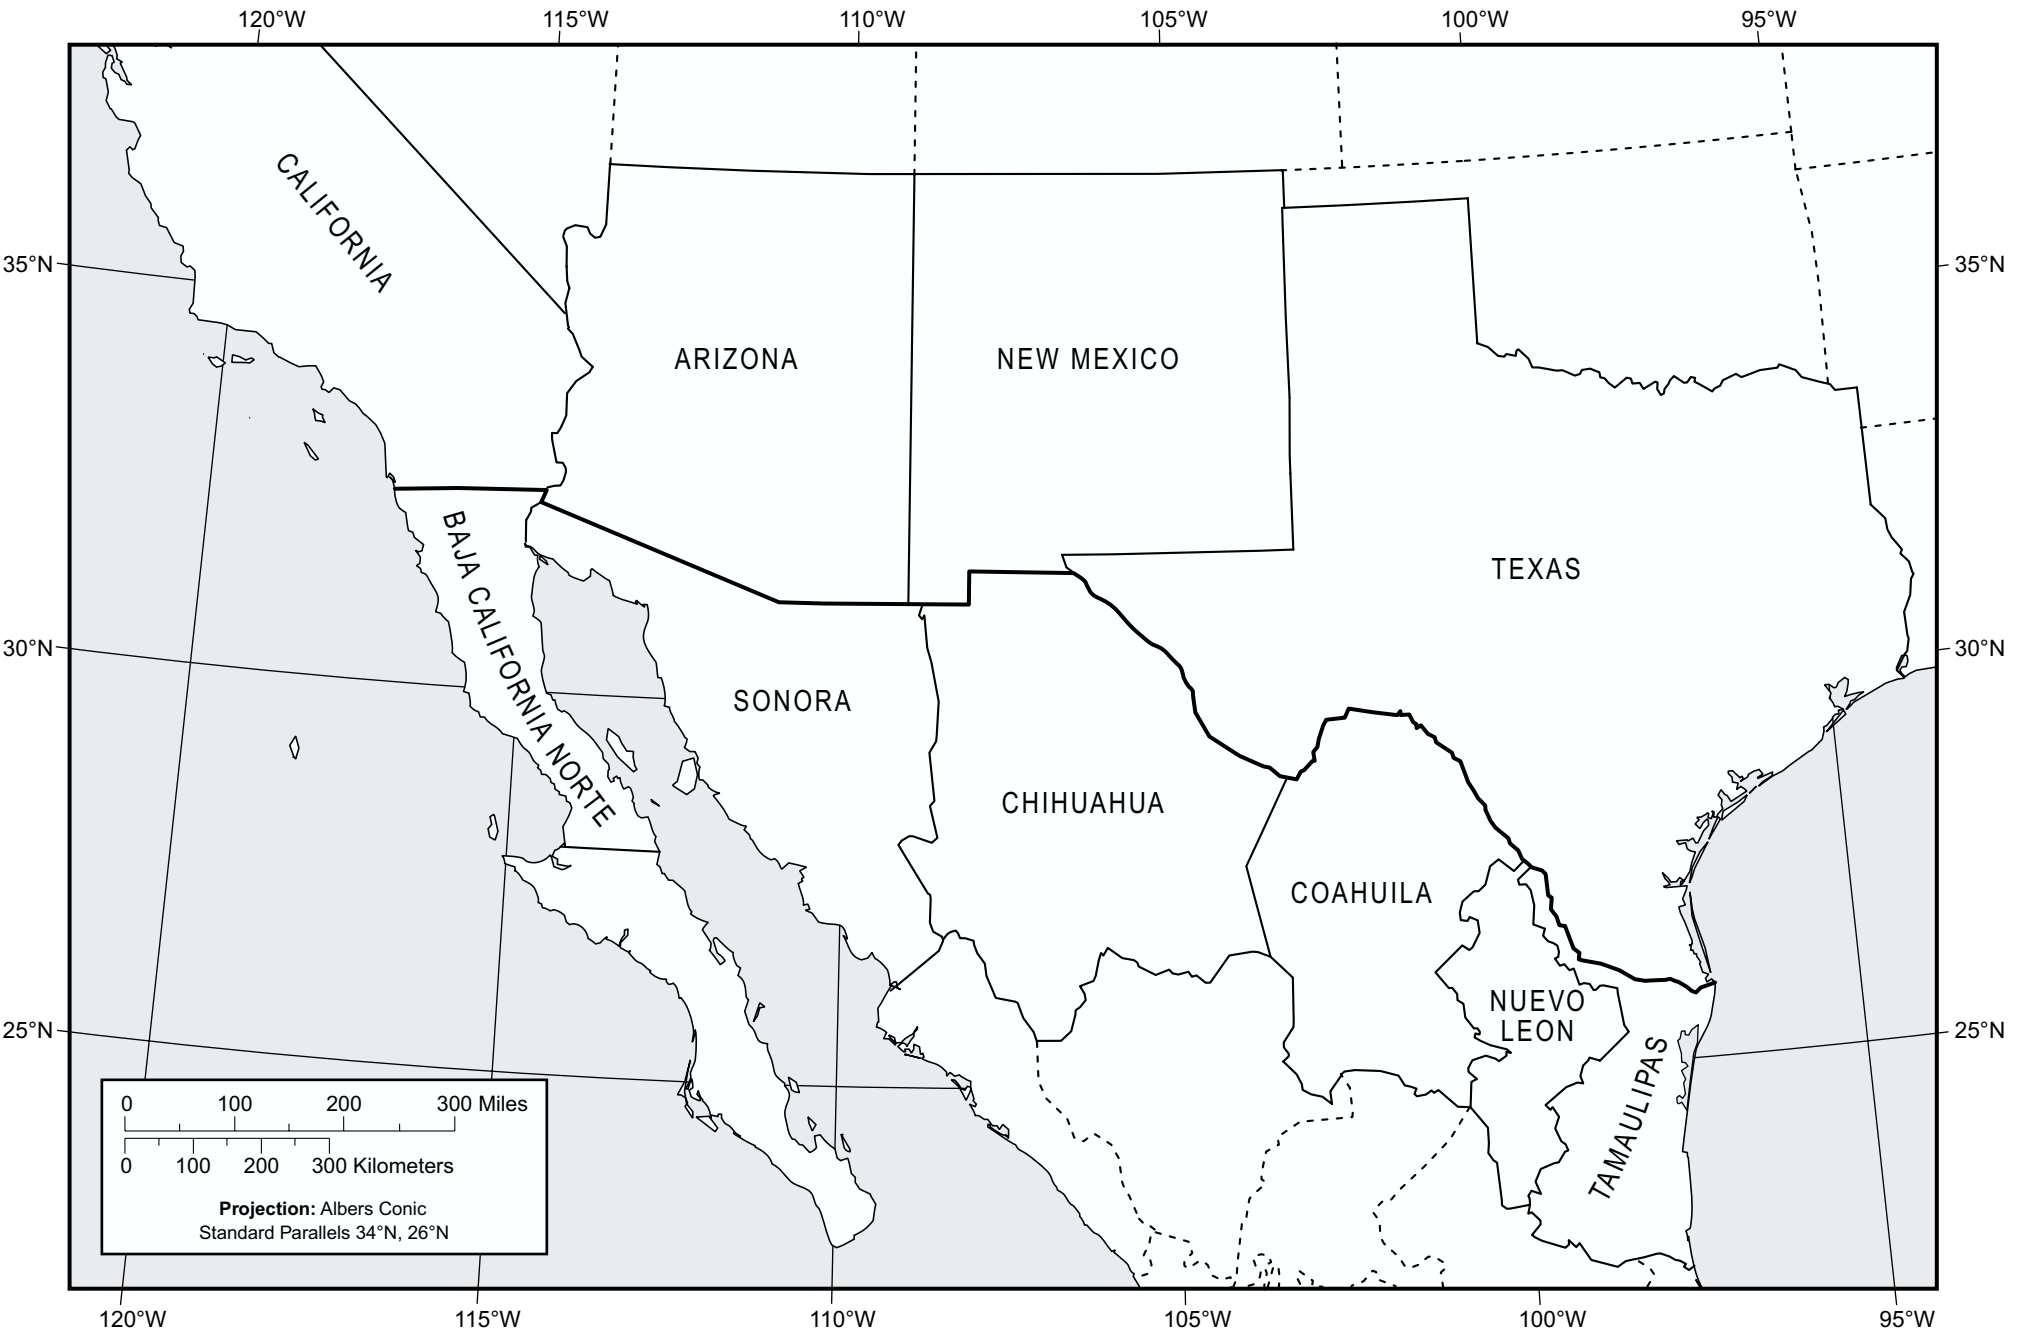 120°W 115°W 110°W 105°W 100°W 95°W
CALIFORNIA
35°N 35°N
ARIZONA NEW MEXICO
TEXAS
BAJA CALIFORNIA NORTE
30°N 30°N
SONORA
CHIHUAHUA
COAHUILA
NUEVO
LEON
25°N 25°N
TAMAULIPAS
0 100 200 300 Miles
0 100 200 300 Kilometers
Projection: Albers Conic
Standard Parallels 34°N, 26°N
120°W 115°W 110°W 105°W 100°W 95°W